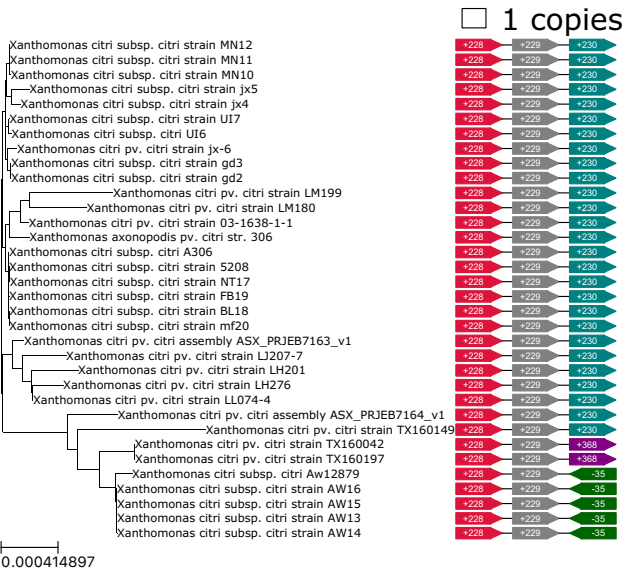 1 copies
Xanthomonas citri subsp. citri strain MN12 +228 +229 +230
Xanthomonas citri subsp. citri strain MN11 +228 +229 +230
Xanthomonas citri subsp. citri strain MN10 +228 +229 +230
Xanthomonas citri subsp. citri strain jx5 +228 +229 +230
Xanthomonas citri subsp. citri strain jx4 +228 +229 +230
Xanthomonas citri subsp. citri strain UI7 +228 +229 +230
Xanthomonas citri subsp. citri UI6 +228 +229 +230
Xanthomonas citri pv. citri strain jx-6 +228 +229 +230
Xanthomonas citri subsp. citri strain gd3 +228 +229 +230
Xanthomonas citri subsp. citri strain gd2 +228 +229 +230
Xanthomonas citri pv. citri strain LM199 +228 +229 +230
Xanthomonas citri pv. citri strain LM180 +228 +229 +230
Xanthomonas citri pv. citri strain 03-1638-1-1 +228 +229 +230
Xanthomonas axonopodis pv. citri str. 306 +228 +229 +230
Xanthomonas citri subsp. citri A306 +228 +229 +230
Xanthomonas citri subsp. citri strain 5208 +228 +229 +230
Xanthomonas citri subsp. citri strain NT17 +228 +229 +230
Xanthomonas citri subsp. citri strain FB19 +228 +229 +230
Xanthomonas citri subsp. citri strain BL18 +228 +229 +230
Xanthomonas citri subsp. citri strain mf20 +228 +229 +230
Xanthomonas citri pv. citri assembly ASX_PRJEB7163_v1 +228 +229 +230
Xanthomonas citri pv. citri strain LJ207-7 +228 +229 +230
Xanthomonas citri pv. citri strain LH201 +228 +229 +230
Xanthomonas citri pv. citri strain LH276 +228 +229 +230
Xanthomonas citri pv. citri strain LL074-4 +228 +229 +230
Xanthomonas citri pv. citri assembly ASX_PRJEB7164_v1 +228 +229 +230
Xanthomonas citri pv. citri strain TX160149 +228 +229 +230
Xanthomonas citri pv. citri strain TX160042 +228 +229 +368
Xanthomonas citri pv. citri strain TX160197 +228 +229 +368
Xanthomonas citri subsp. citri Aw12879 +228 +229 -35
Xanthomonas citri subsp. citri strain AW16 +228 +229 -35
Xanthomonas citri subsp. citri strain AW15 +228 +229 -35
Xanthomonas citri subsp. citri strain AW13 +228 +229 -35
Xanthomonas citri subsp. citri strain AW14 +228 +229 -35
0.000414897